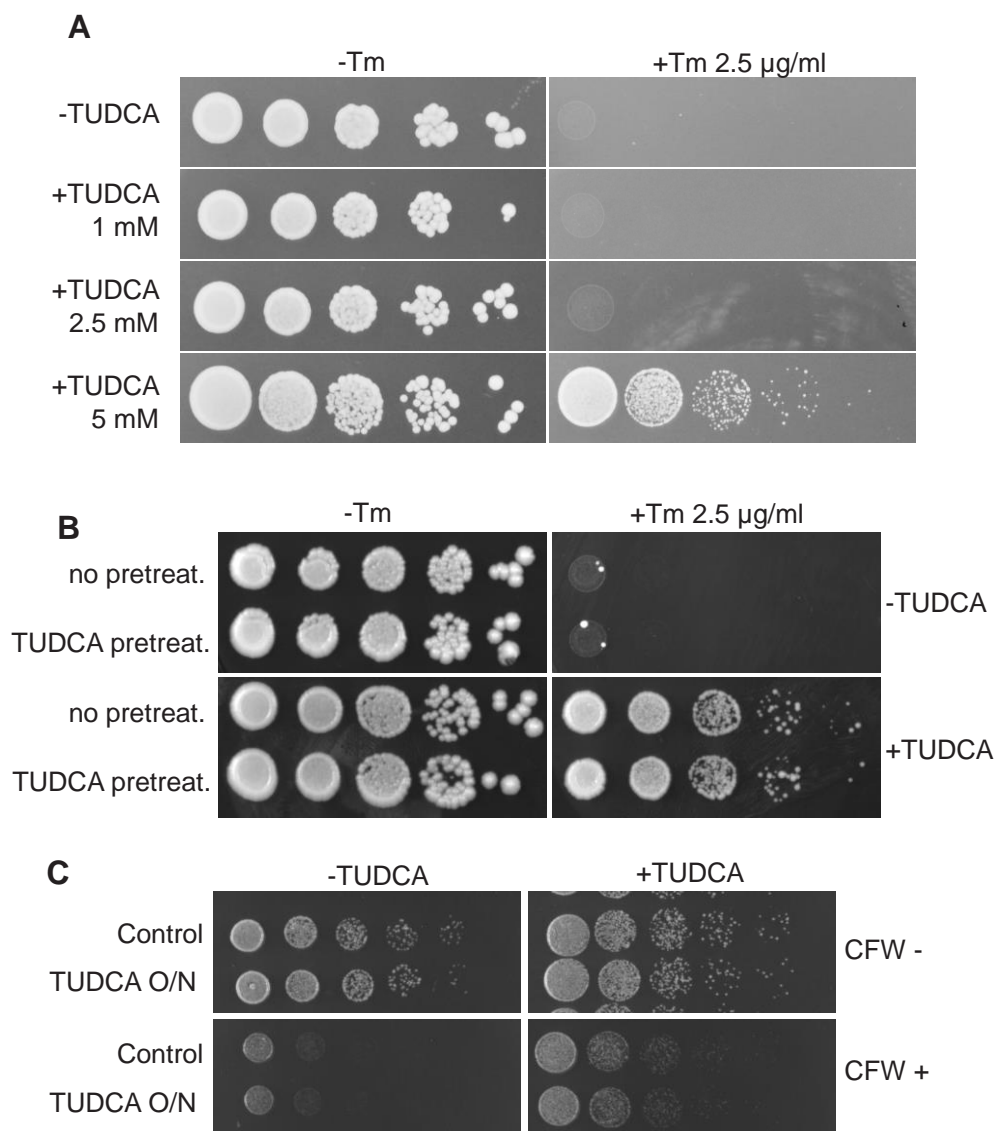 A
-Tm +Tm 2.5 µg/ml
-TUDCA
+TUDCA
1 mM
+TUDCA
2.5 mM
+TUDCA
5 mM
B
-Tm +Tm 2.5 µg/ml
no pretreat.
TUDCA pretreat.
-TUDCA
no pretreat.
TUDCA pretreat.
+TUDCA
C
-TUDCA +TUDCA
Control
TUDCA O/N
CFW -
Control
TUDCA O/N
CFW +